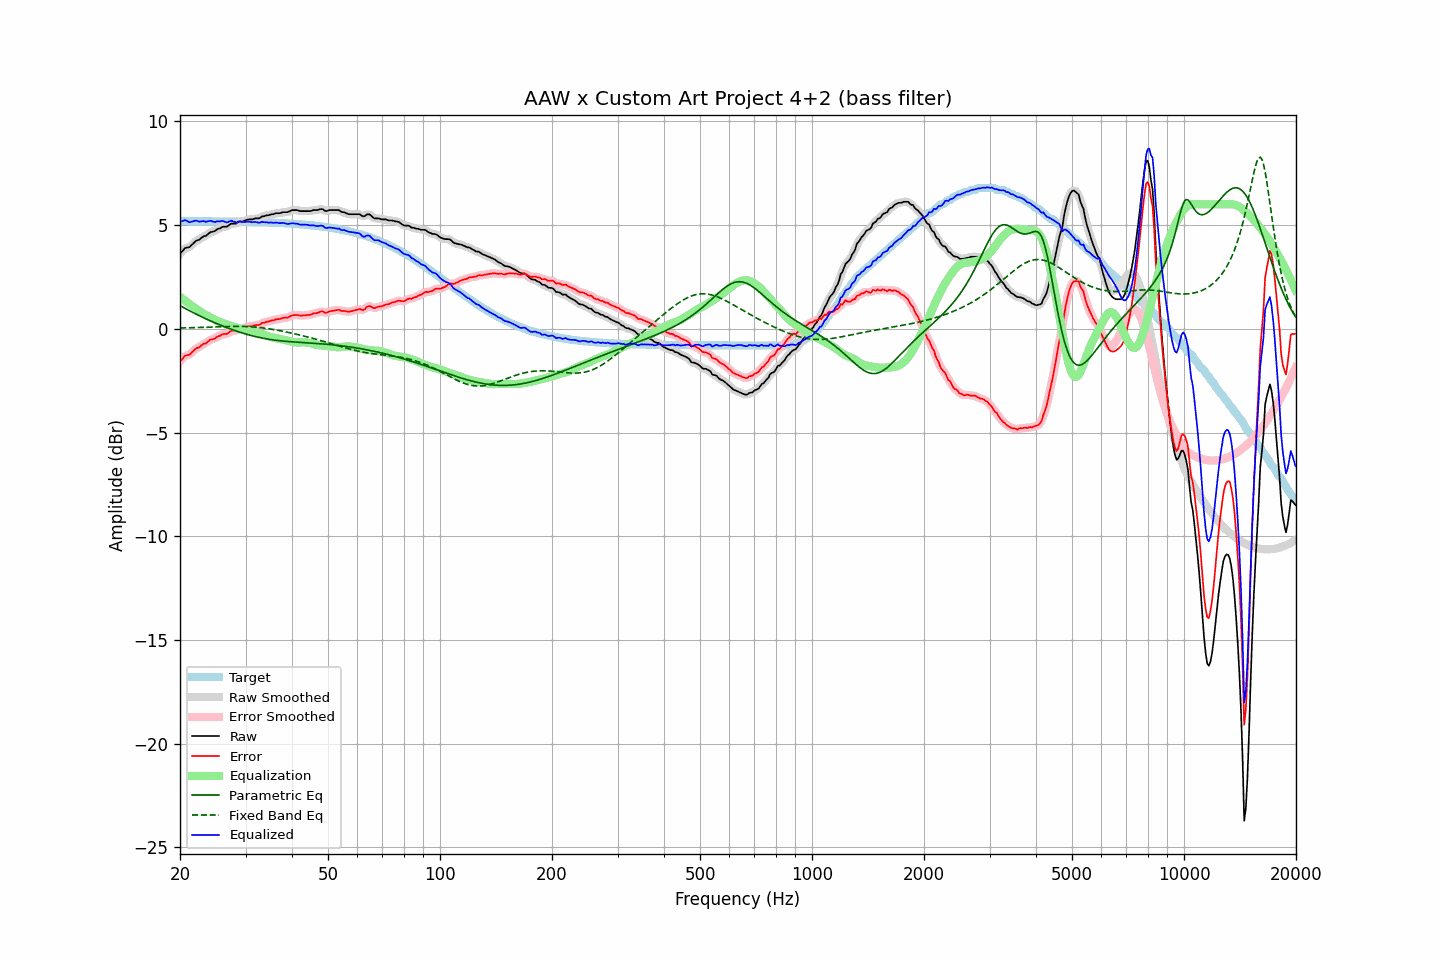 AAW x Custom Art Project 4+2 (bass filter)
10
5
0
−5
−10
−15
−20
−25
Amplitude (dBr)
Target
Raw Smoothed
Error Smoothed
Raw
Error
Equalization
Parametric Eq
Fixed Band Eq
Equalized
20 50 100 200 500 1000 2000 5000 10000 20000
Frequency (Hz)